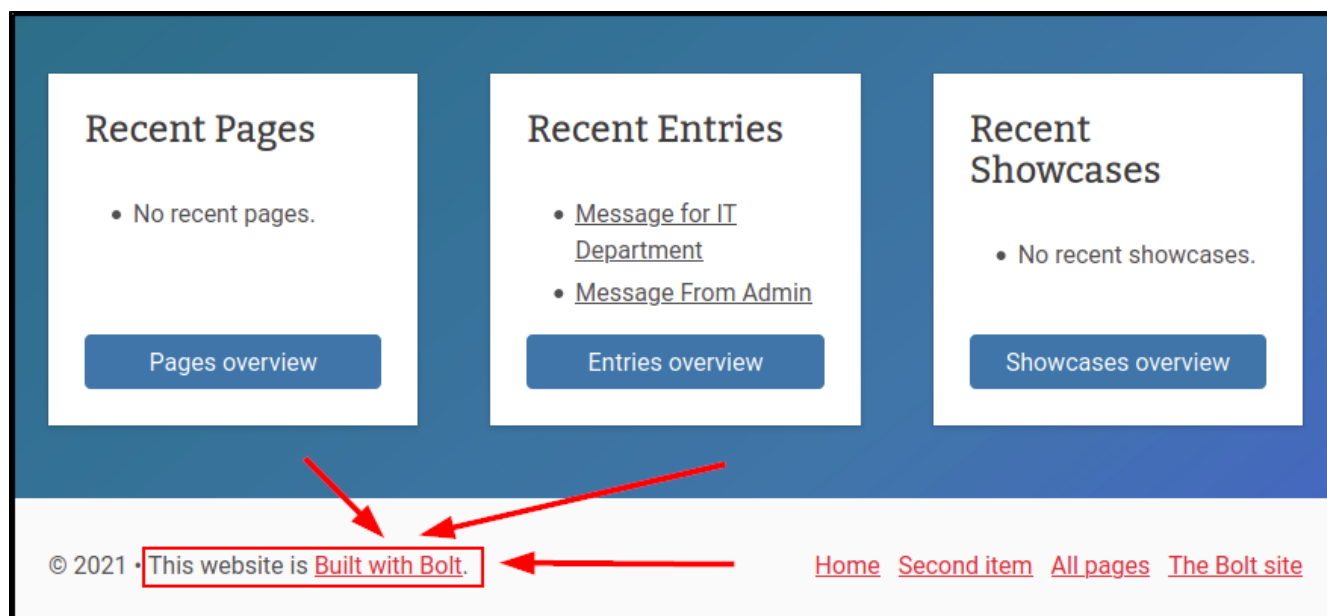 Recent Pages
• No recent pages.
Pages overview
Recent Entries
• Message for IT
Department
• Message From Admin
Entries overview
Recent
Showcases
• No recent showcases.
Showcases overview
© 2021 • This website is Built with Bolt.
Home Second item All pages The Bolt site